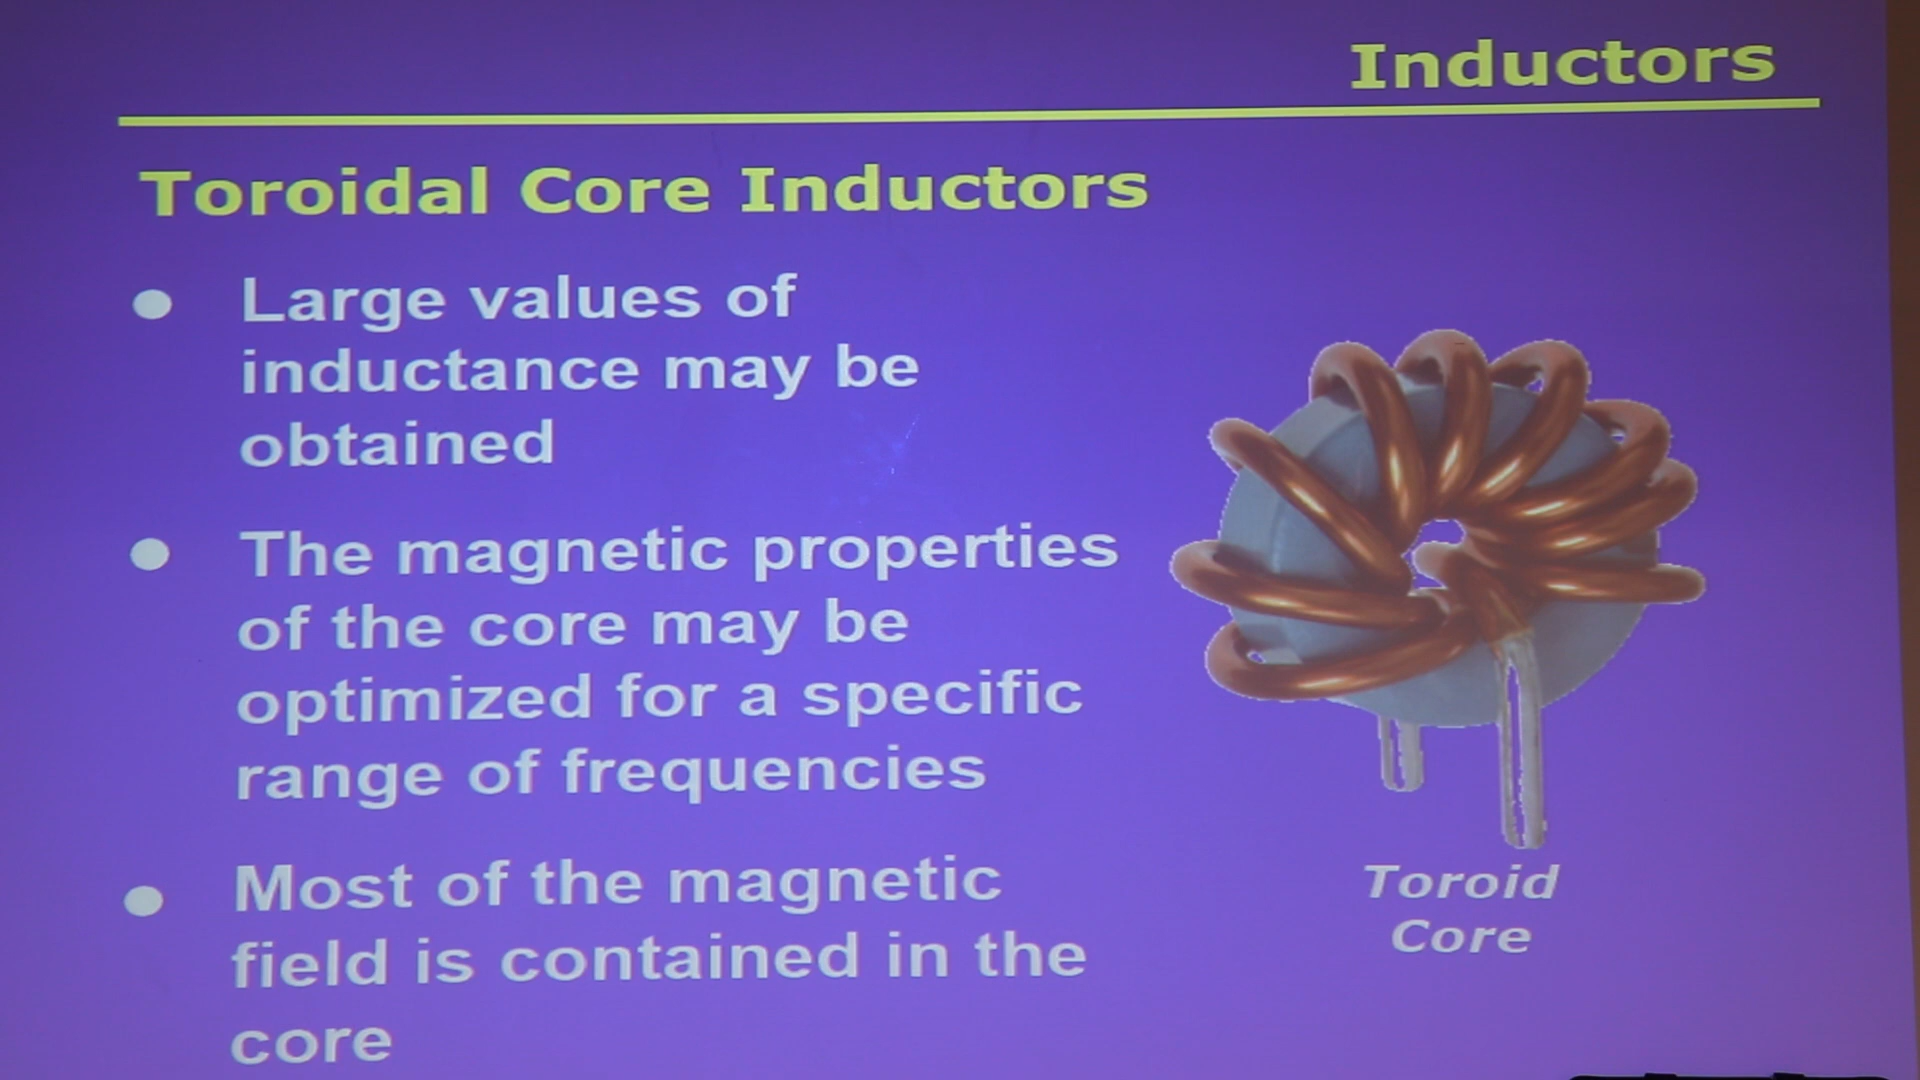 Inductors
Toroidal Core Inductors
Large values of
inductance may be
obtained
The magnetic properties
of the core may be
optimized for a specific
range of frequencies
Most of the magnetic
field is contained in the
core
Toroid
Core